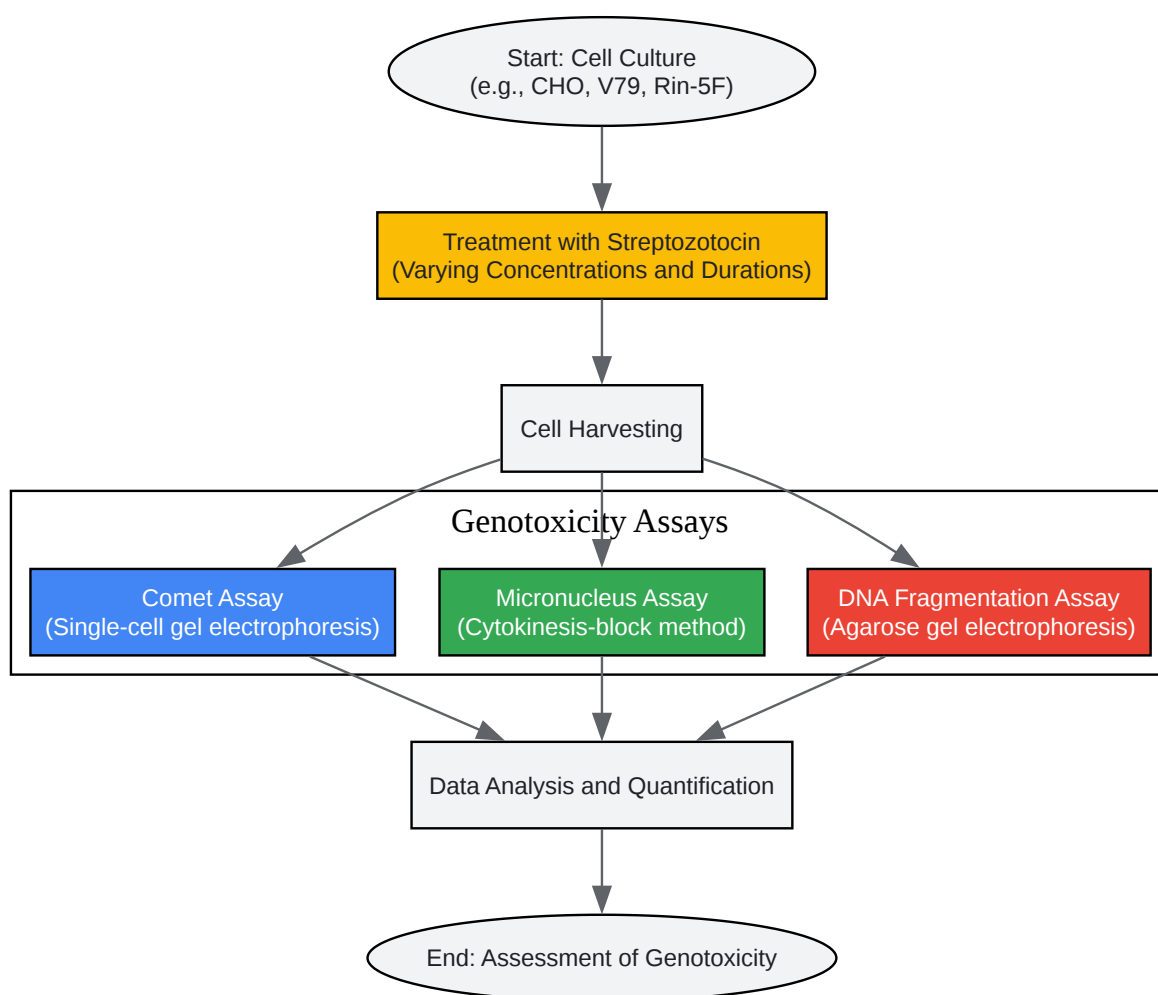 Start: Cell Culture
(e.g., CHO, V79, Rin-5F)
Treatment with Streptozotocin
(Varying Concentrations and Durations)
Cell Harvesting
Genotoxicity Assays
Comet Assay
(Single-cell gel electrophoresis)
Micronucleus Assay
(Cytokinesis-block method)
DNA Fragmentation Assay
(Agarose gel electrophoresis)
Data Analysis and Quantification
End: Assessment of Genotoxicity